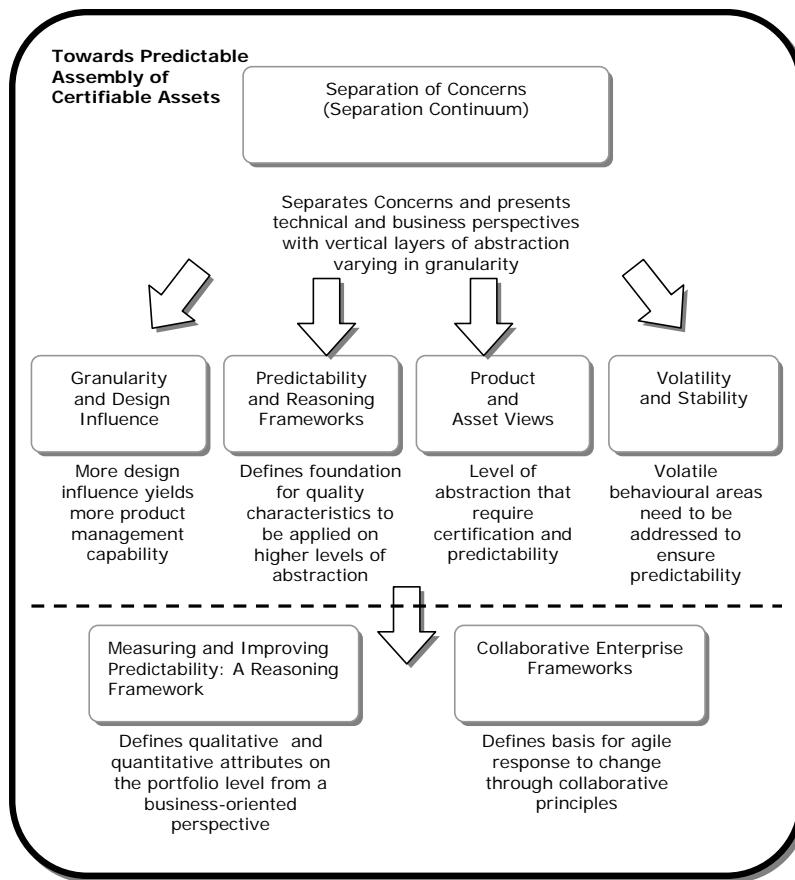 Towards Predictable
Assembly of
Certifiable Assets
Separation of Concerns
(Separation Continuum)
Separates Concerns and presents
technical and business perspectives
with vertical layers of abstraction
varying in granularity
Granularity
and Design
Influence
More design
influence yields
more product
management
capability
Predictability
and Reasoning
Frameworks
Defines foundation
for quality
characteristics to
be applied on
higher levels of
abstraction
Product
and
Asset Views
Level of
abstraction that
require
certification and
predictability
Volatility
and Stability
Volatile
behavioural areas
need to be
addressed to
ensure
predictability
Measuring and Improving
Predictability: A Reasoning
Framework
Defines qualitative and
quantitative attributes on
the portfolio level from a
business-oriented
perspective
Collaborative Enterprise
Frameworks
Defines basis for agile
response to change
through collaborative
principles